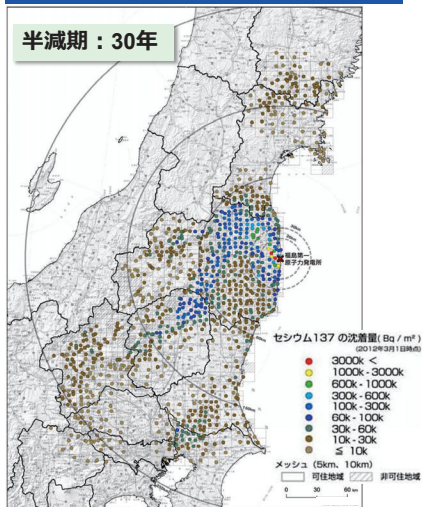 半減期：30年
福島第一
原子力発電所
セシウム137 の沈着量( Bq / m² )
(2012年3月1日時点)
3000k <
1000k-3000k
600k - 1000k
300k - 600k
100k - 300k
60k - 100k
30k - 60k
10k - 30k
≦ 10k
メッシュ（5km、10km）
可住地域 非可住地域
0 30 60 km